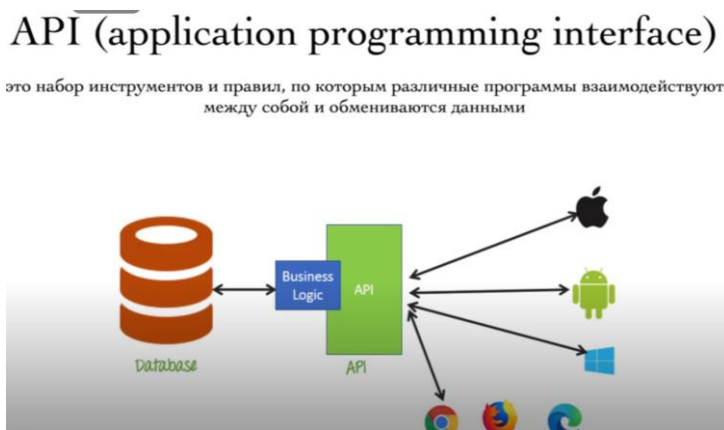 API (application programming interface)
это набор инструментов и правил, по которым различные программы взаимодействуют
между собой и обмениваются данными
Business
Logic
API
Database
API